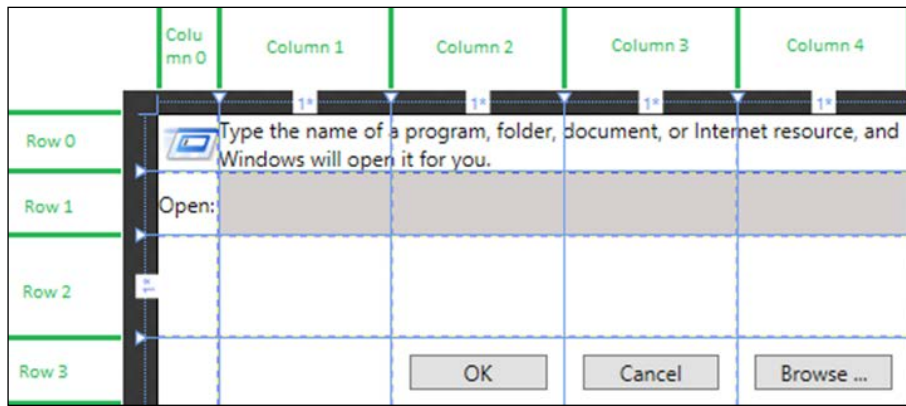 Colu
mn 0
Column 1
Column 2
Column 3
Column 4
1*
1*
1*
1*
Row 0
Type the name of a program, folder, document, or Internet resource, and
Windows will open it for you.
Row 1
Open:
Row 2
1*
Row 3
OK
Cancel
Browse ...